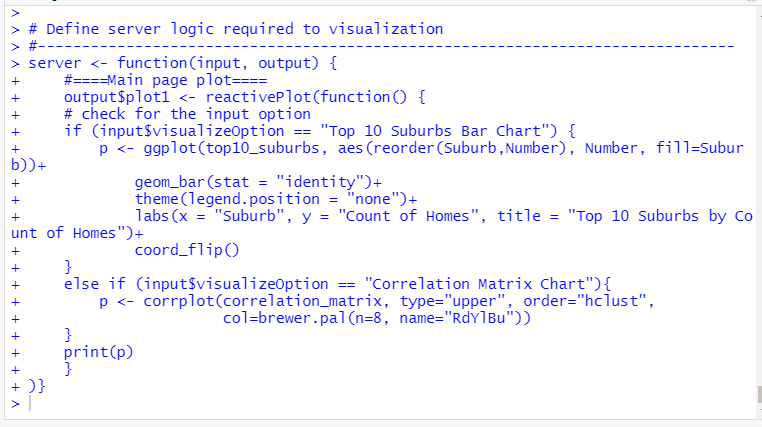 >
> # Define server logic required to visualization
> #------------------------------------------------------------------------------
> server <- function(input, output) {
+     #====Main page plot====
+     output$plot1 <- reactivePlot(function() {
+     # check for the input option
+     if (input$visualizeOption == "Top 10 Suburbs Bar Chart") {
+         p <- ggplot(top10_suburbs, aes(reorder(Suburb,Number), Number, fill=Subur
b))+
+             geom_bar(stat = "identity")+
+             theme(legend.position = "none")+
+             labs(x = "Suburb", y = "Count of Homes", title = "Top 10 Suburbs by Co
unt of Homes")+
+             coord_flip()
+     }
+     else if (input$visualizeOption == "Correlation Matrix Chart"){
+         p <- corrplot(correlation_matrix, type="upper", order="hclust",
+                       col=brewer.pal(n=8, name="RdYlBu"))
+     }
+     print(p)
+     }
+ )}
>